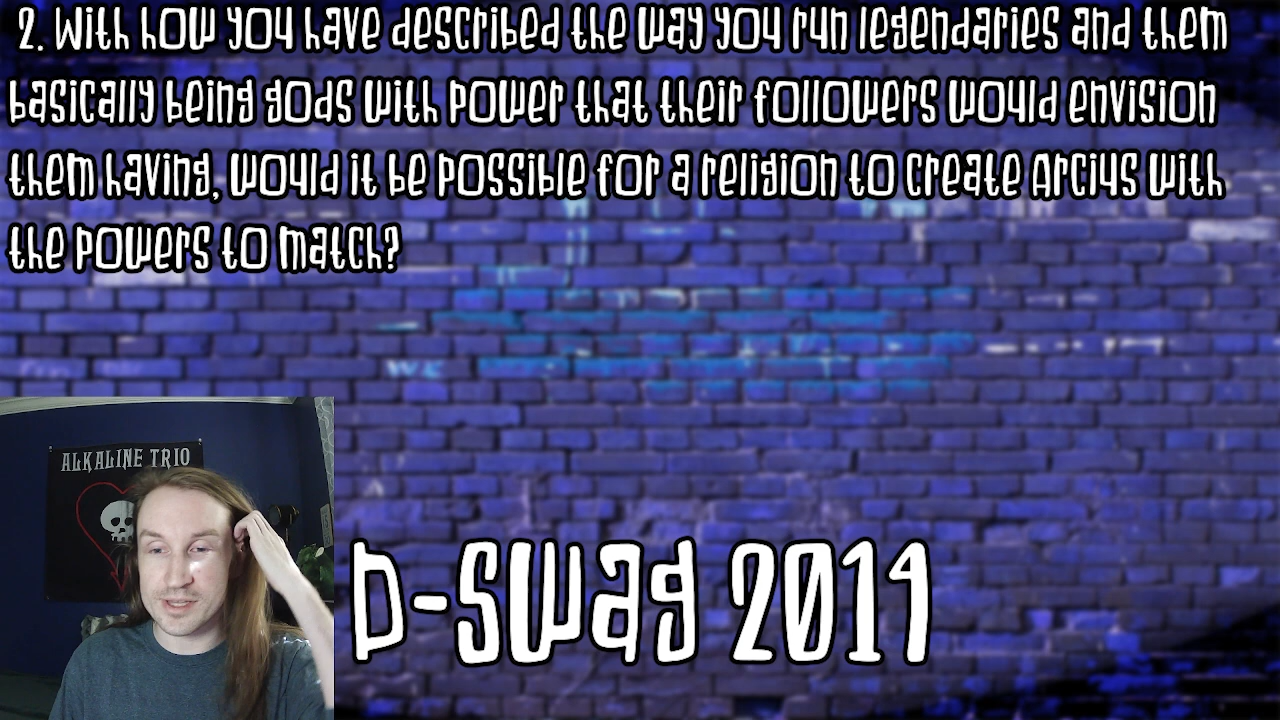 2. With how you have described the way you run legendaries and them
basically being gods with power that their followers would envision
them having, would it be possible for a religion to create Arcius with
the powers to match?
ALKALINE TRIO
D-Swag 2019